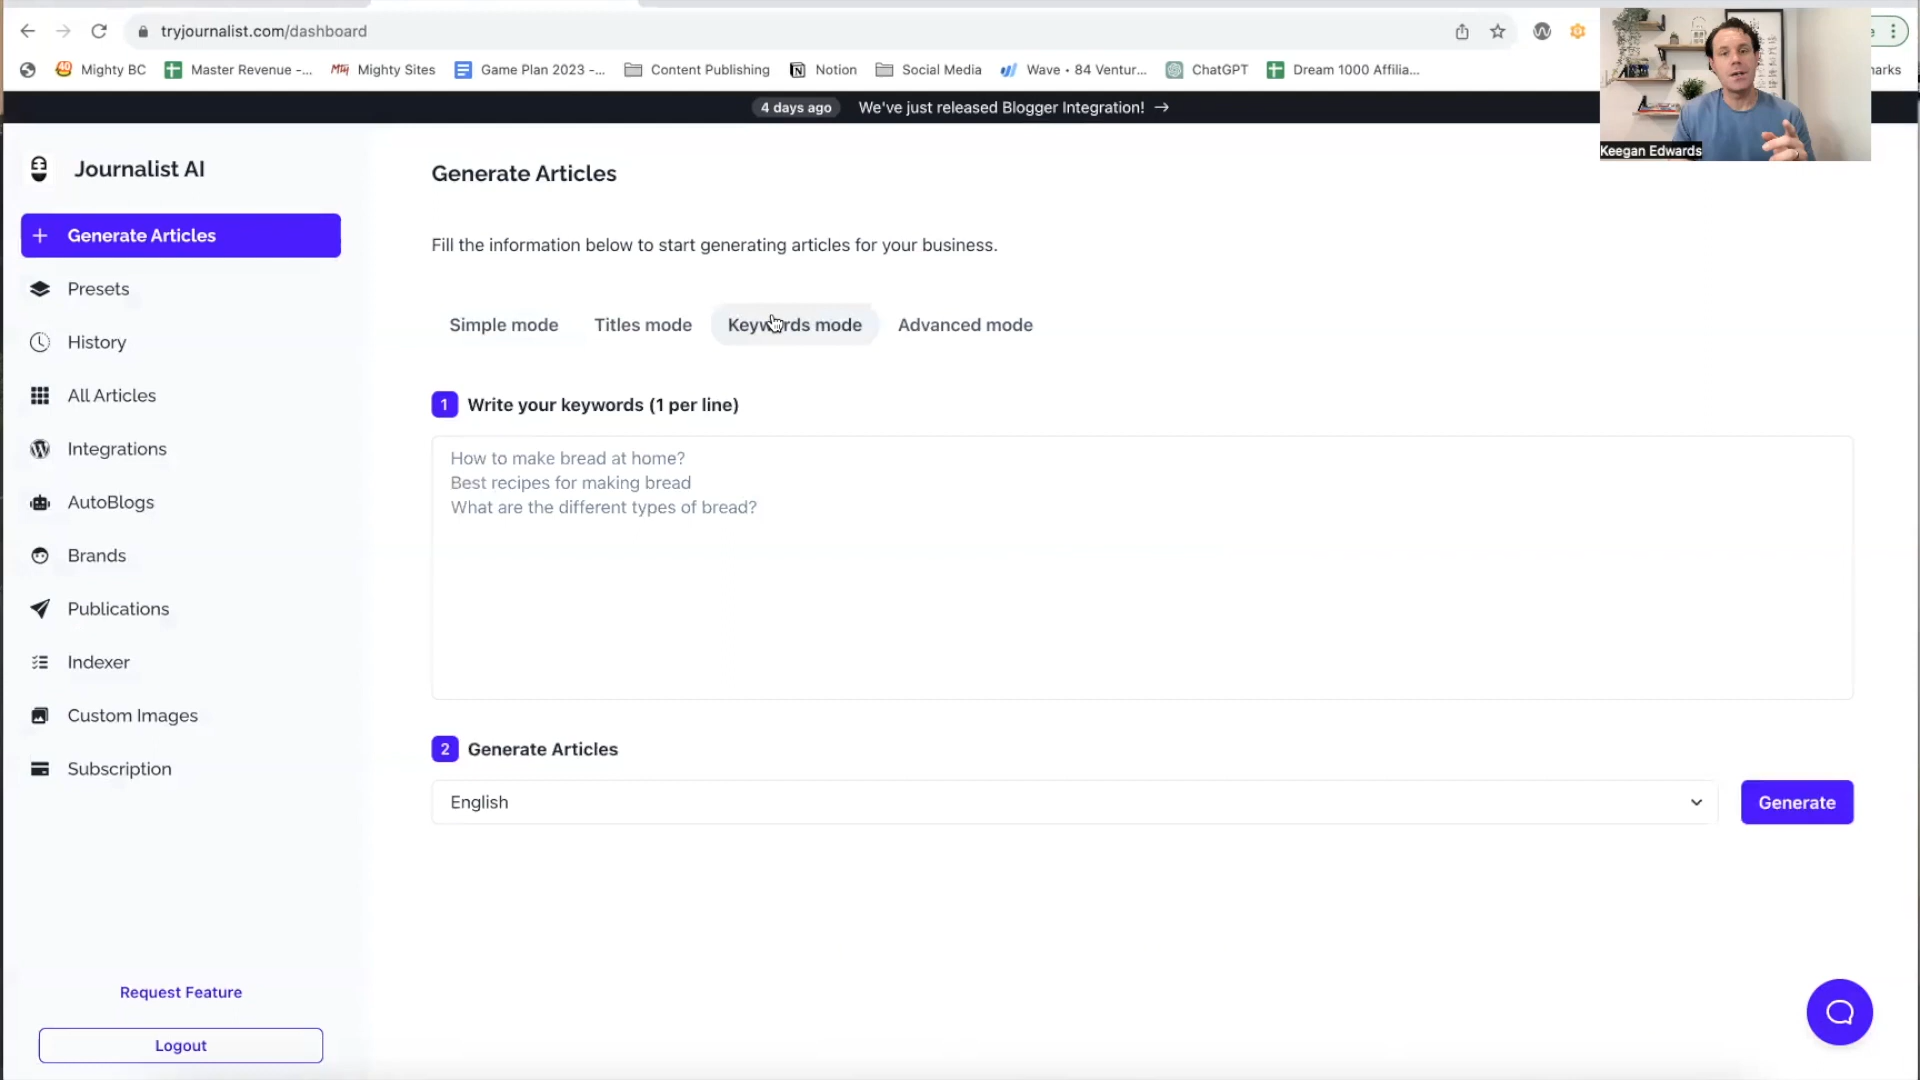 tryjournalist.com/dashboard
Mighty BC
Master Revenue -...
Mighty Sites
Game Plan 2023 -...
Content Publishing
Notion
Social Media
Wave • 84 Ventur...
ChatGPT
Dream 1000 Affilia...
Keegan Edwards
4 days ago
We've just released Blogger Integration! →
Journalist AI
Generate Articles
Presets
History
All Articles
Integrations
AutoBlogs
Brands
Publications
Indexer
Custom Images
Subscription
Request Feature
Logout
Generate Articles
Fill the information below to start generating articles for your business.
Simple mode
Titles mode
Keywords mode
Advanced mode
1 Write your keywords (1 per line)
How to make bread at home?
Best recipes for making bread
What are the different types of bread?
2 Generate Articles
English
Generate